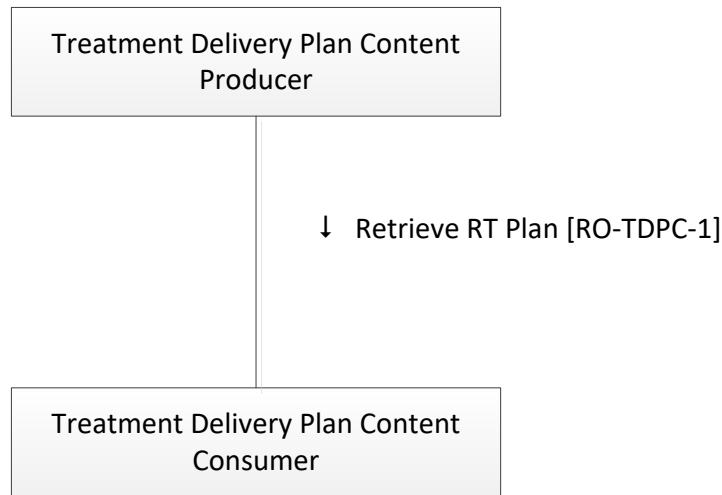 Treatment Delivery Plan Content
Producer
↓ Retrieve RT Plan [RO-TDPC-1]
Treatment Delivery Plan Content
Consumer